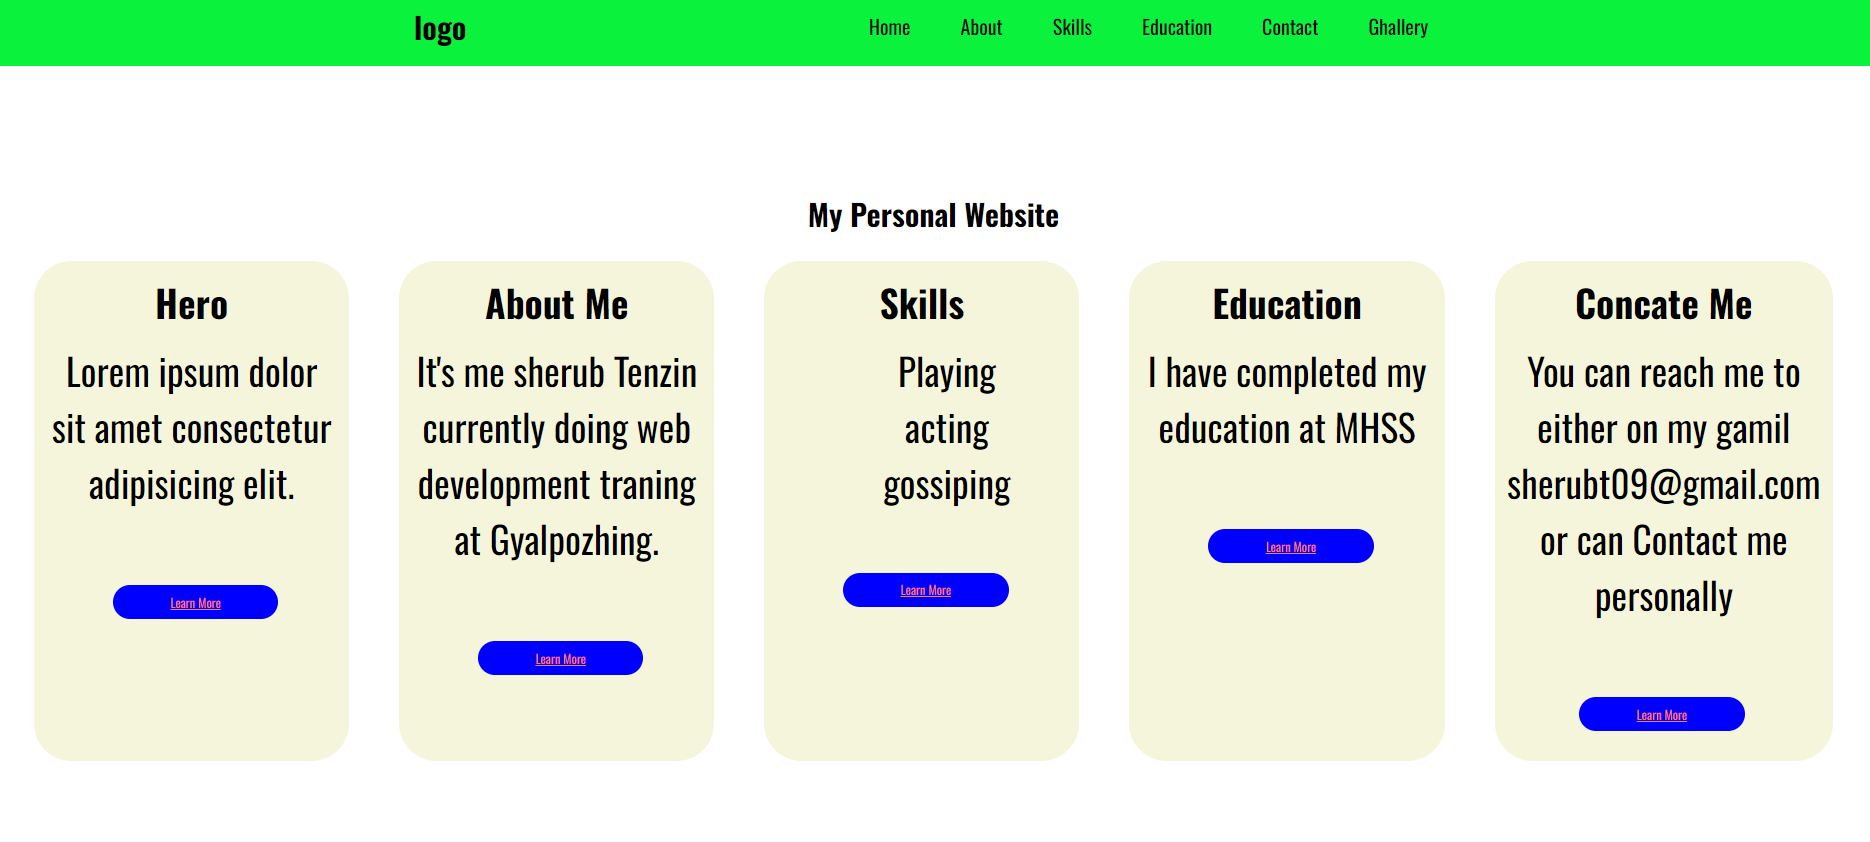 logo
Home About Skills Education Contact Ghallery
My Personal Website
Hero
Lorem ipsum dolor
sit amet consectetur
adipisicing elit.
Learn More
About Me
It's me sherub Tenzin
currently doing web
development traning
at Gyalpozhing.
Learn More
Skills
Playing
acting
gossiping
Learn More
Education
I have completed my
education at MHSS
Learn More
Concate Me
You can reach me to
either on my gamil
sherubt09@gmail.com
or can Contact me
personally
Learn More